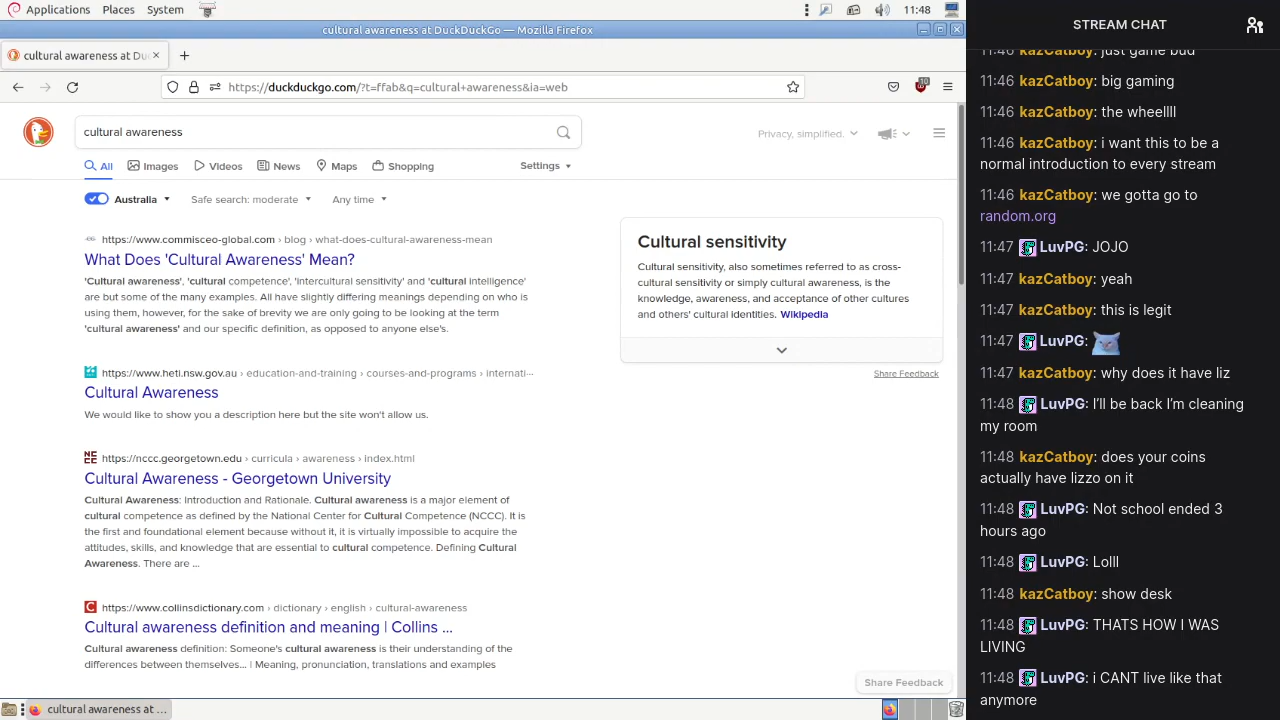 Applications Places System 11:48
cultural awareness at DuckDuckGo — Mozilla Firefox
cultural awareness at Du
https://duckduckgo.com/?t=ffab&q=cultural+awareness&ia=web
cultural awareness
Privacy, simplified.
All Images Videos News Maps Shopping Settings
Australia Safe search: moderate Any time
https://www.commisceo-global.com › blog › what-does-cultural-awareness-mean
What Does 'Cultural Awareness' Mean?
'Cultural awareness', 'cultural competence', 'intercultural sensitivity' and 'cultural intelligence'
are but some of the many examples. All have slightly differing meanings depending on who is
using them, however, for the sake of brevity we are only going to be looking at the term
'cultural awareness' and our specific definition, as opposed to anyone else's.
https://www.heti.nsw.gov.au › education-and-training › courses-and-programs › internati···
Cultural Awareness
We would like to show you a description here but the site won't allow us.
https://nccc.georgetown.edu › curricula › awareness › index.html
Cultural Awareness - Georgetown University
Cultural Awareness: Introduction and Rationale. Cultural awareness is a major element of
cultural competence as defined by the National Center for Cultural Competence (NCCC). It is
the first and foundational element because without it, it is virtually impossible to acquire the
attitudes, skills, and knowledge that are essential to cultural competence. Defining Cultural
Awareness. There are ...
https://www.collinsdictionary.com › dictionary › english › cultural-awareness
Cultural awareness definition and meaning | Collins ...
Cultural awareness definition: Someone's cultural awareness is their understanding of the
differences between themselves... | Meaning, pronunciation, translations and examples
Cultural sensitivity
Cultural sensitivity, also sometimes referred to as cross-
cultural sensitivity or simply cultural awareness, is the
knowledge, awareness, and acceptance of other cultures
and others' cultural identities. Wikipedia
Share Feedback
Share Feedback
cultural awareness at ...
STREAM CHAT
11:46 kazCatboy: just game bud
11:46 kazCatboy: big gaming
11:46 kazCatboy: the wheellll
11:46 kazCatboy: i want this to be a
normal introduction to every stream
11:46 kazCatboy: we gotta go to
random.org
11:47 LuvPG: JOJO
11:47 kazCatboy: yeah
11:47 kazCatboy: this is legit
11:47 LuvPG:
11:47 kazCatboy: why does it have liz
11:48 LuvPG: I'll be back I'm cleaning
my room
11:48 kazCatboy: does your coins
actually have lizzo on it
11:48 LuvPG: Not school ended 3
hours ago
11:48 LuvPG: Lolll
11:48 kazCatboy: show desk
11:48 LuvPG: THATS HOW I WAS
LIVING
11:48 LuvPG: i CANT live like that
anymore